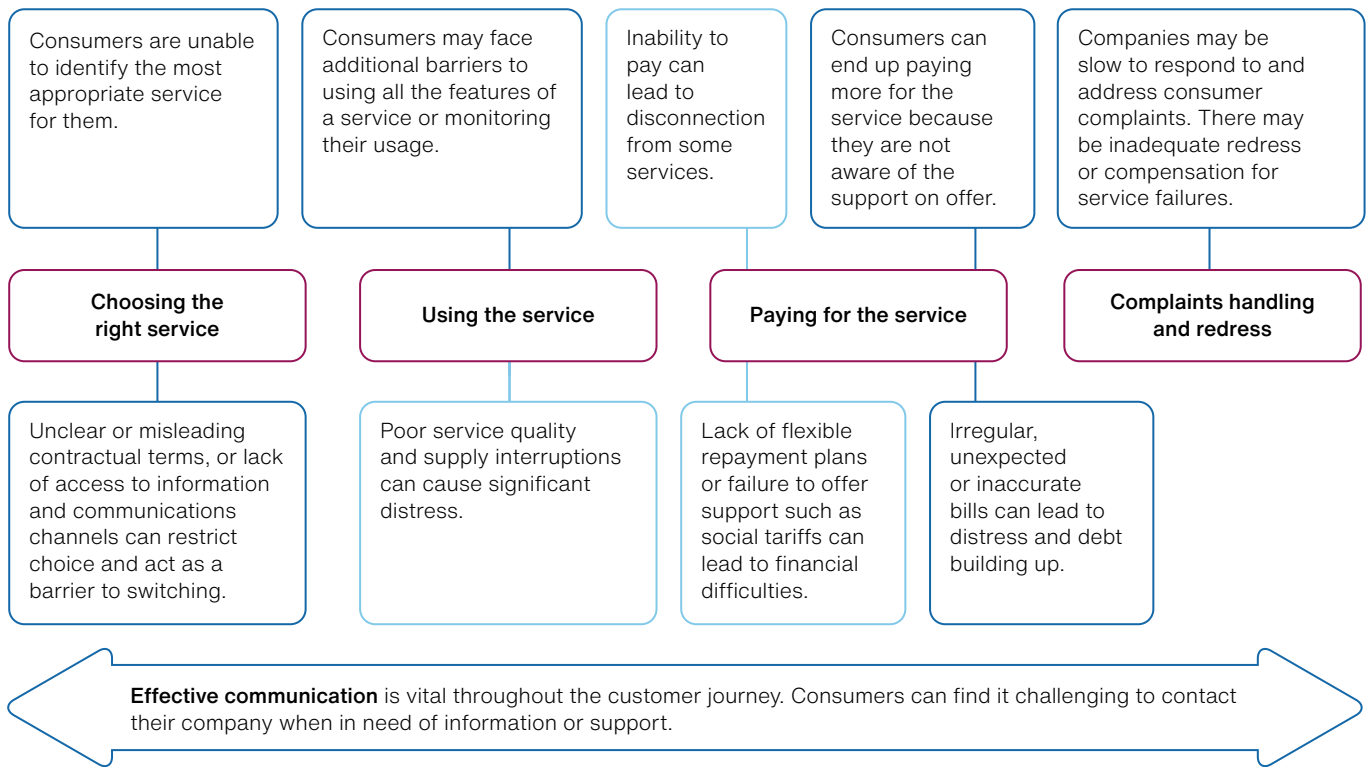 Consumers are unable
to identify the most
appropriate service
for them.
Consumers may face
additional barriers to
using all the features of
a service or monitoring
their usage.
Inability to
pay can
lead to
disconnection
from some
services.
Consumers can
end up paying
more for the
service because
they are not
aware of the
support on offer.
Companies may be
slow to respond to and
address consumer
complaints. There may
be inadequate redress
or compensation for
service failures.
Choosing the
right service
Using the service
Paying for the service
Complaints handling
and redress
Unclear or misleading
contractual terms, or lack
of access to information
and communications
channels can restrict
choice and act as a
barrier to switching.
Poor service quality
and supply interruptions
can cause significant
distress.
Lack of flexible
repayment plans
or failure to offer
support such as
social tariffs can
lead to financial
difficulties.
Irregular,
unexpected
or inaccurate
bills can lead to
distress and debt
building up.
Effective communication is vital throughout the customer journey. Consumers can find it challenging to contact
their company when in need of information or support.